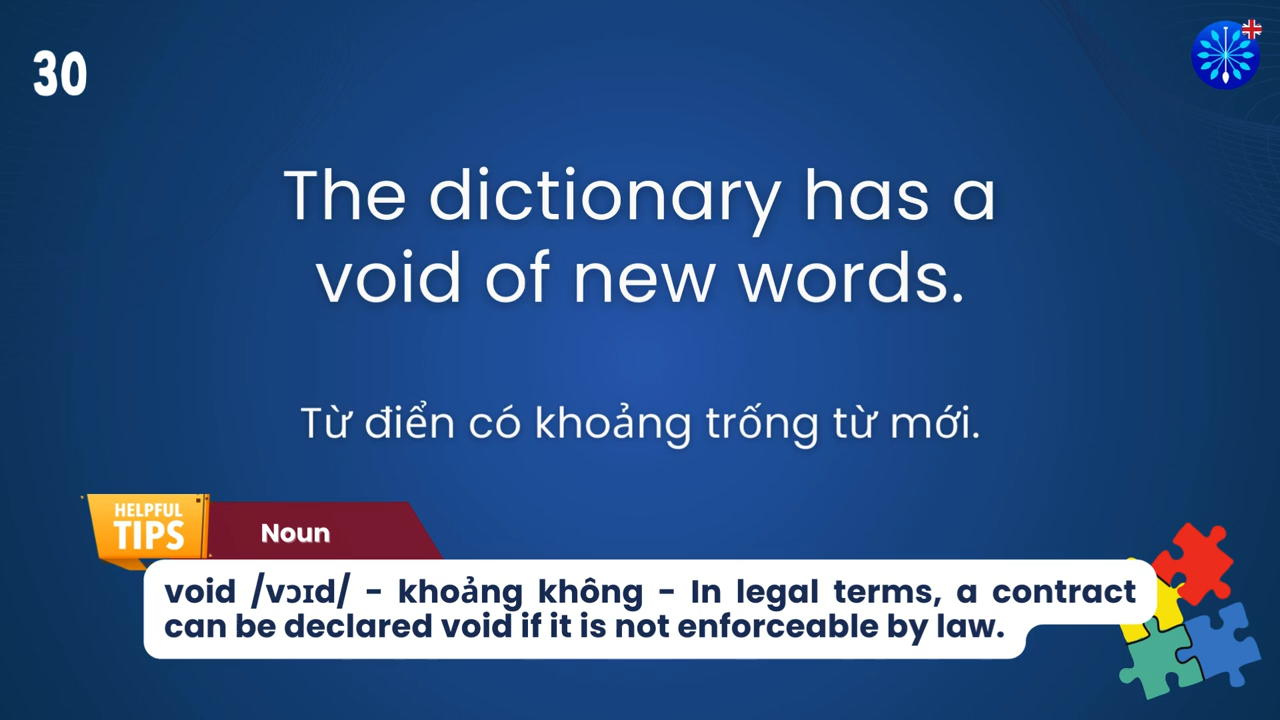 30
The dictionary has a
void of new words.
Từ điển có khoảng trống từ mới.
HELPFUL
TIPS
Noun
void /vɔɪd/ - khoảng không - In legal terms, a contract
can be declared void if it is not enforceable by law.